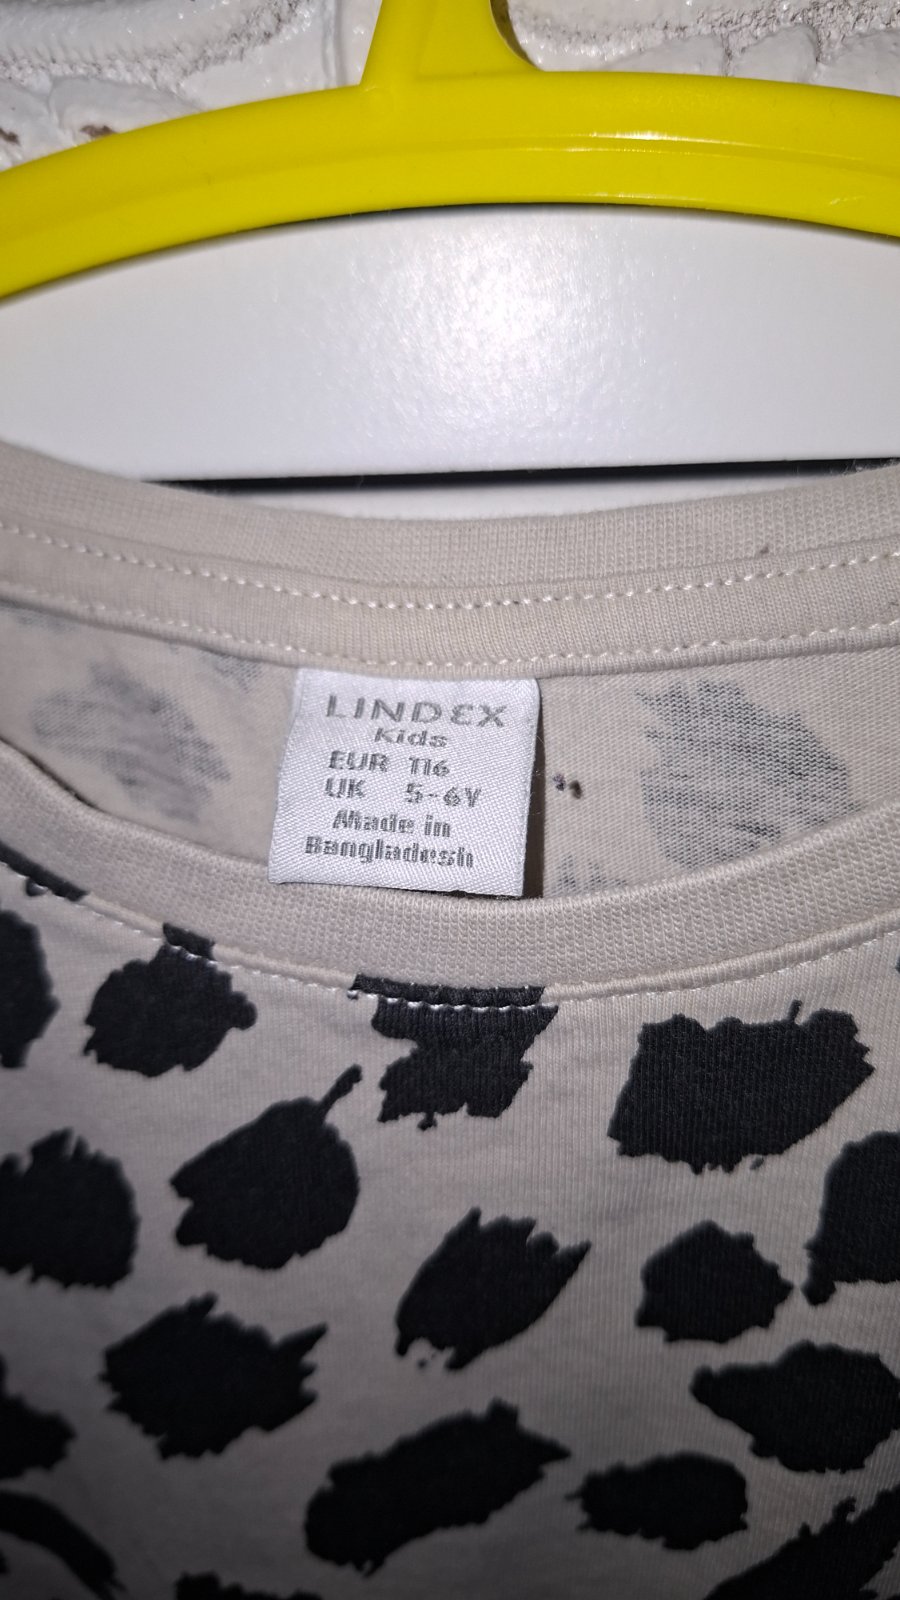 LINDEX
Kids
EUR 116
UK 5-6Y
Made in
Bangladesh